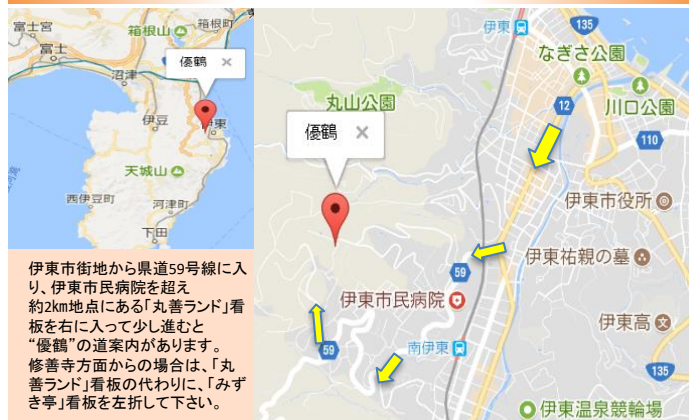 富士宮
箱根山
箱根町
富士
沼津
優鶴 ×
伊豆
伊東
天城山
西伊豆町
河津町
下田
伊東市街地から県道59号線に入
り、伊東市民病院を超え
約2km地点にある「丸善ランド」看
板を右に入って少し進むと
“優鶴”の道案内があります。
修善寺方面からの場合は、「丸
善ランド」看板の代わりに、「みず
き亭」看板を左折して下さい。
伊東
135
なぎさ公園
丸山公園
12
川口公園
優鶴 ×
110
伊東市役所
伊東祐親の墓
59
伊東市民病院
伊東高
南伊東
59
135
伊東温泉競輪場